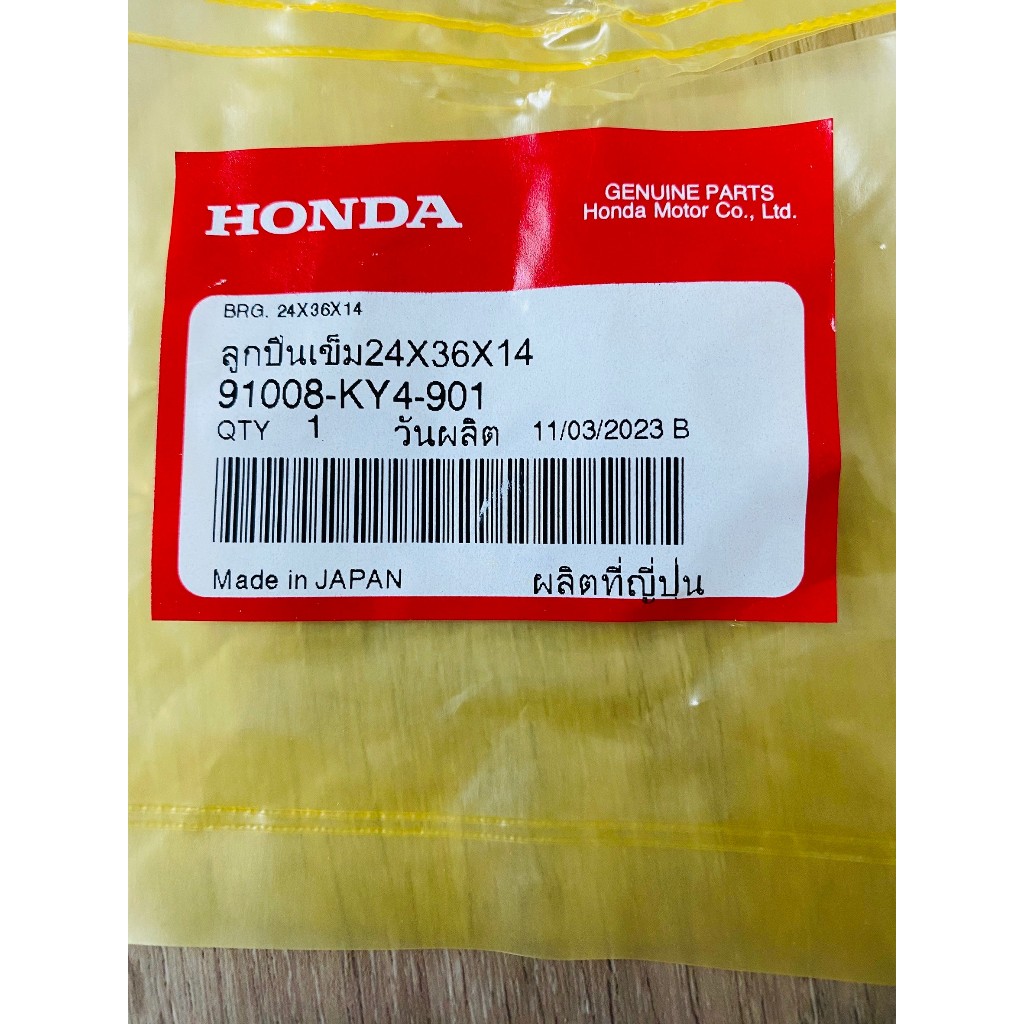 HONDA
GENUINE PARTS
Honda Motor Co., Ltd.
BRG. 24X36X14
ลูกปืนเข็ม24X36X14
91008-KY4-901
QTY 1 วันผลิต 11/03/2023 B
Made in JAPAN ผลิตที่ญี่ปุ่น